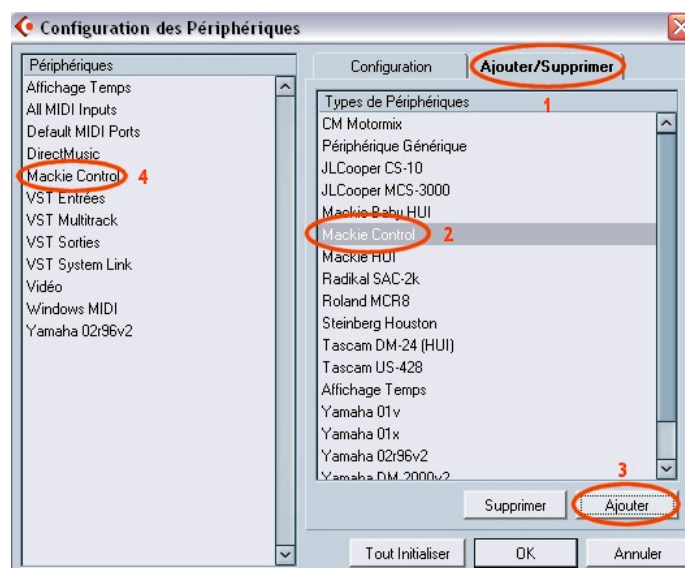 Configuration des Périphériques
Périphériques
Affichage Temps
All MIDI Inputs
Default MIDI Ports
DirectMusic
Mackie Control 4
VST Entrées
VST Multitrack
VST Sorties
VST System Link
Vidéo
Windows MIDI
Yamaha 02r96v2
Configuration
Ajouter/Supprimer
1
Types de Périphériques
CM Motormix
Périphérique Générique
JLCooper CS-10
JLCooper MCS-3000
Mackie Baby HUI
Mackie Control 2
Mackie HUI
Radikal SAC-2k
Roland MCR8
Steinberg Houston
Tascam DM-24 (HUI)
Tascam US-428
Affichage Temps
Yamaha 01v
Yamaha 01x
Yamaha 02r96v2
Yamaha DM 2000v2
3
Supprimer Ajouter
Tout Initialiser OK Annuler